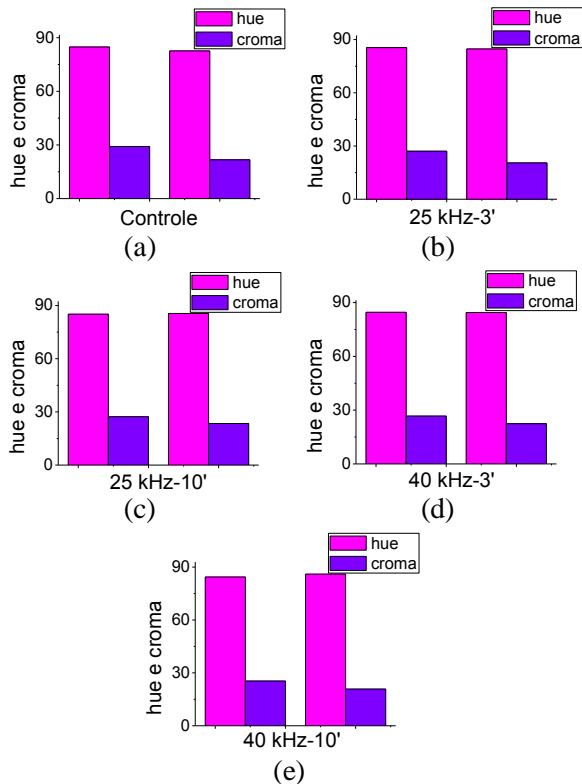 hue
croma
hue e croma
90
60
30
0
Controle
(a)
hue
croma
hue e croma
90
60
30
0
25 kHz-3'
(b)
hue
croma
hue e croma
90
60
30
0
25 kHz-10'
(c)
hue
croma
hue e croma
90
60
30
0
40 kHz-3'
(d)
hue
croma
hue e croma
90
60
30
0
40 kHz-10'
(e)